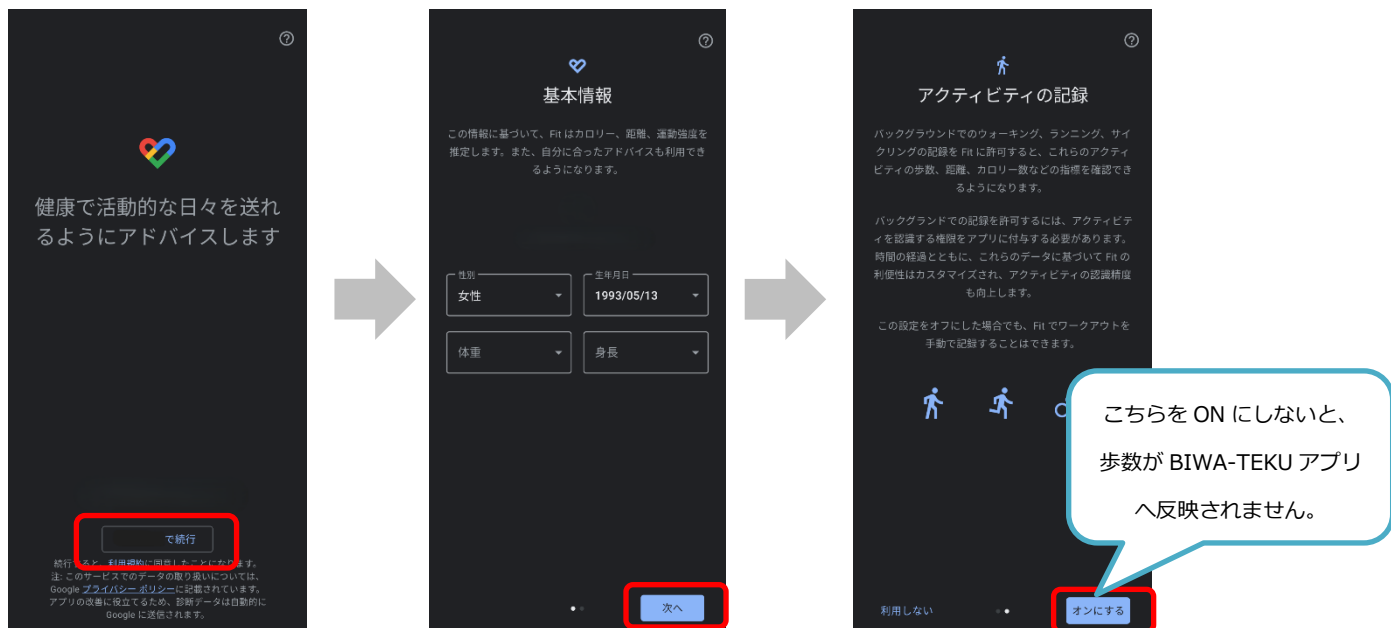 健康で活動的な日々を送れ
るようにアドバイスします
で続行
続行すると、利用規約に同意したことになります。
注: このサービスでのデータの取り扱いについては、
Google プライバシー ポリシーに記載されています。
アプリの改善に役立てるため、診断データは自動的に
Google に送信されます。
基本情報
この情報に基づいて、Fit はカロリー、距離、運動強度を
推定します。また、自分に合ったアドバイスも利用でき
るようになります。
性別
女性
生年月日
1993/05/13
体重
身長
次へ
アクティビティの記録
バックグラウンドでのウォーキング、ランニング、サイ
クリングの記録を Fit に許可すると、これらのアクティ
ビティの歩数、距離、カロリー数などの指標を確認でき
るようになります。
バックグランドでの記録を許可するには、アクティビテ
ィを認識する権限をアプリに付与する必要があります。
時間の経過とともに、これらのデータに基づいて Fit の
利便性はカスタマイズされ、アクティビティの認識精度
も向上します。
この設定をオフにした場合でも、Fit でワークアウトを
手動で記録することはできます。
こちらを ON にしないと、
歩数が BIWA-TEKU アプリ
へ反映されません。
利用しない
オンにする